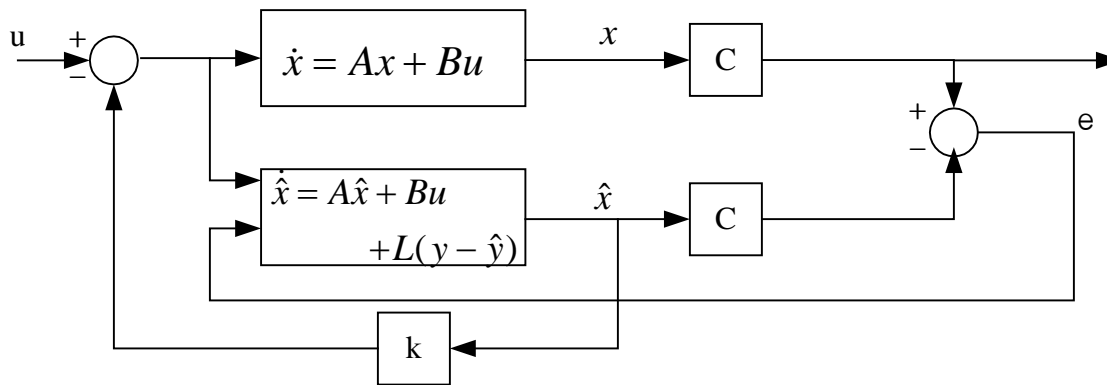 u
+
−
ẋ = Ax + Bu
x
C
+
−
e
x̂̇ = Ax̂ + Bu
+L(y − ŷ)
x̂
C
k